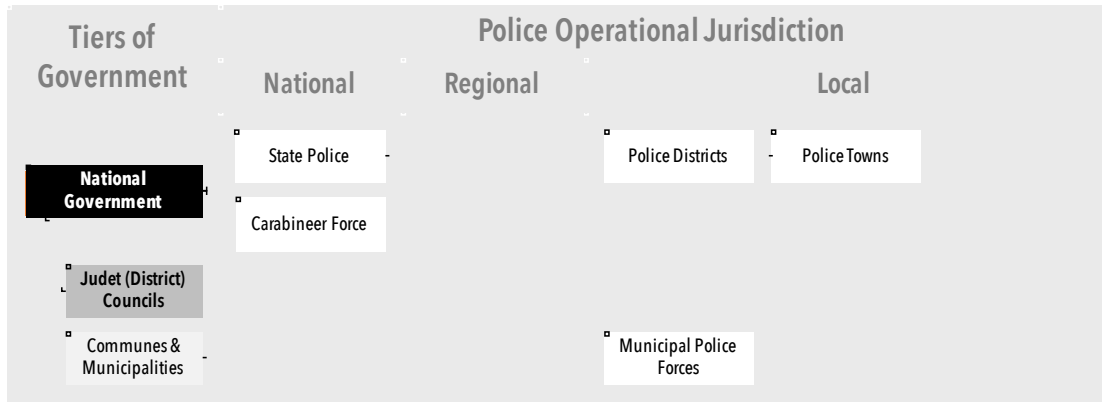 Tiers of
Government
Police Operational Jurisdiction
National
Regional
Local
State Police
Police Districts
Police Towns
National
Government
Carabineer Force
Judet (District)
Councils
Communes &
Municipalities
Municipal Police
Forces